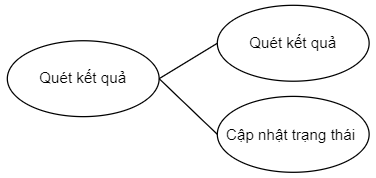 Quét kết quả
Quét kết quả
Cập nhật trạng thái